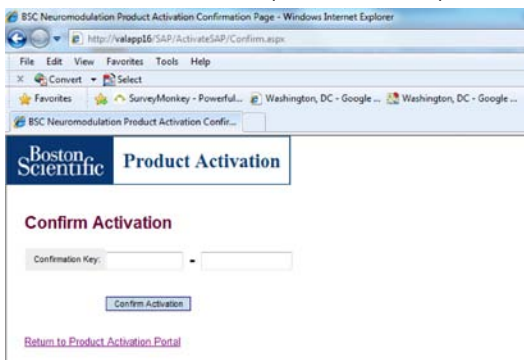 BSC Neuromodulation Product Activation Confirmation Page - Windows Internet Explorer
http://valapp16/SAP/ActivateSAP/Confirm.aspx
File Edit View Favorites Tools Help
x Convert Select
Favorites SurveyMonkey - Powerful... Washington, DC - Google ... Washington, DC - Google ...
BSC Neuromodulation Product Activation Confir...
Boston Scientific Product Activation
Confirm Activation
Confirmation Key: -
Confirm Activation
Return to Product Activation Portal